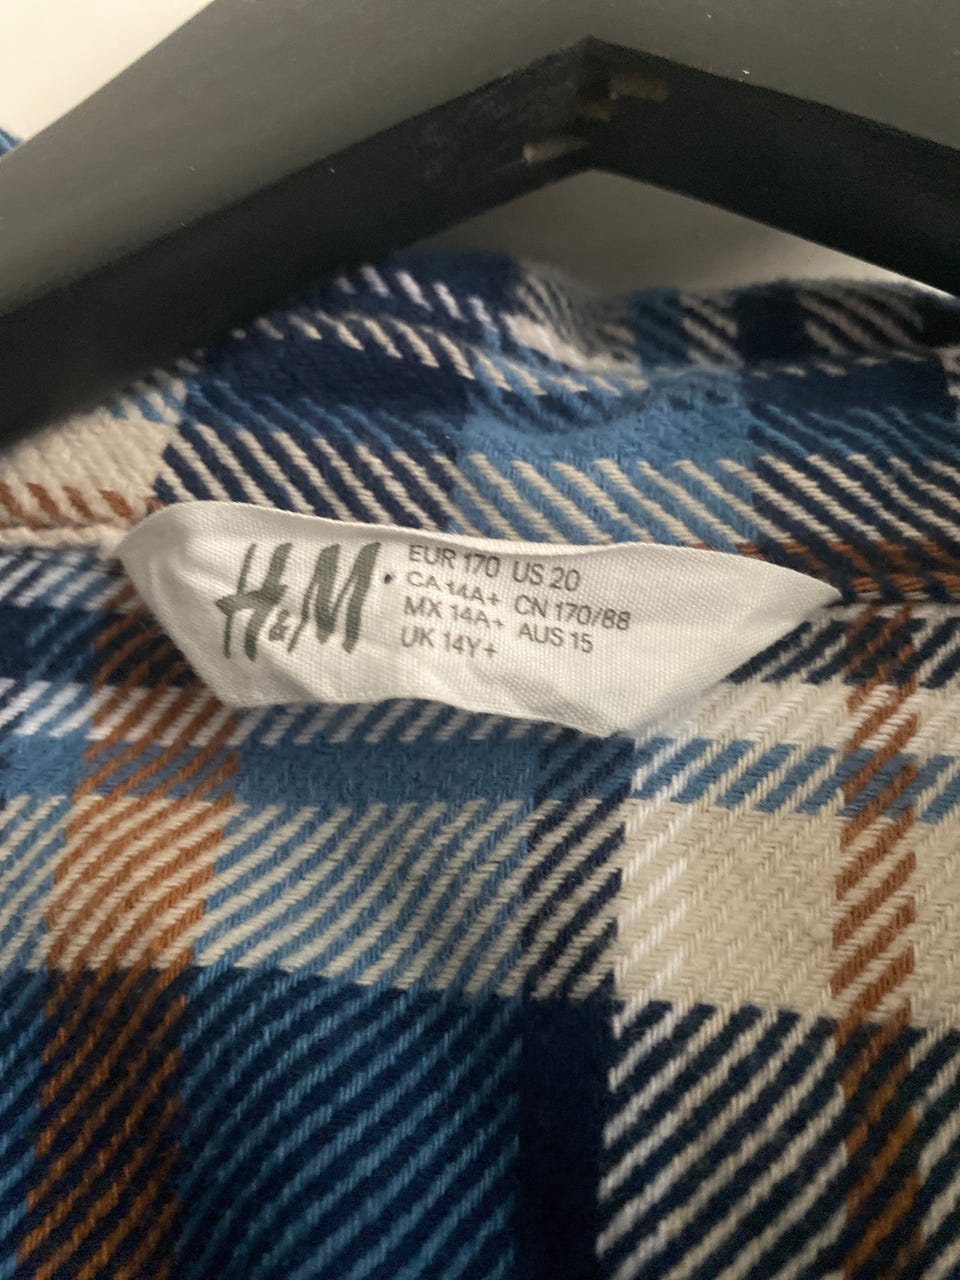 H&M
EUR 170 US 20
CA 14A+ CN 170/88
MX 14A+ AUS 15
UK 14Y+